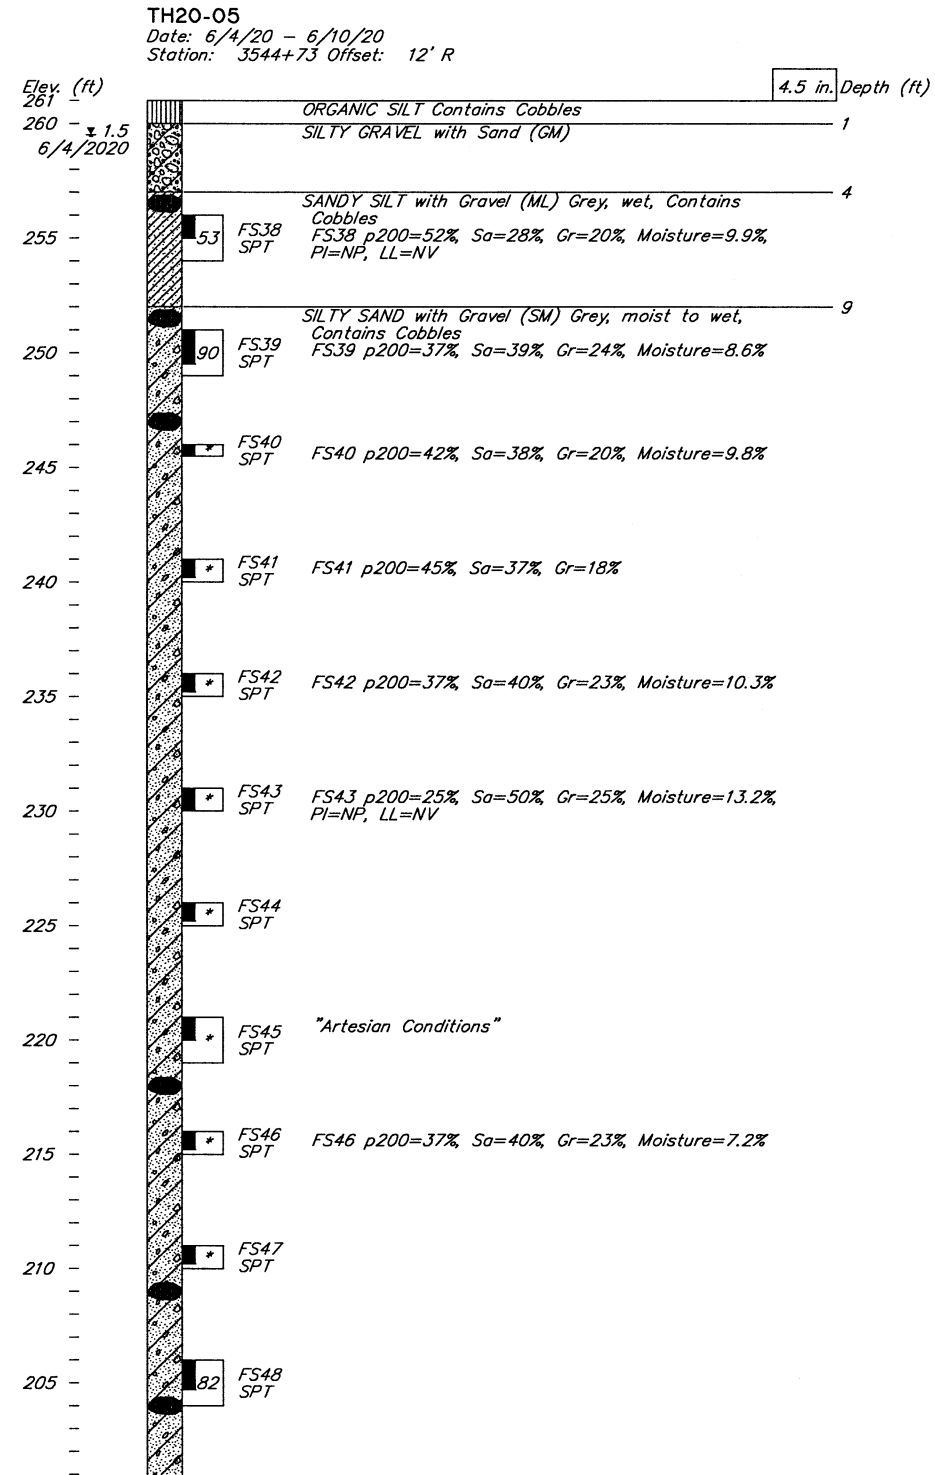 TH20-05
Date: 6/4/20 – 6/10/20
Station: 3544+73 Offset: 12' R
Elev. (ft)
4.5 in. Depth (ft)
261
ORGANIC SILT Contains Cobbles
260
1
1.5
SILTY GRAVEL with Sand (GM)
6/4/2020
4
SANDY SILT with Gravel (ML) Grey, wet, Contains
Cobbles
255
53
FS38
SPT
FS38 p200=52%, Sa=28%, Gr=20%, Moisture=9.9%,
PI=NP, LL=NV
9
SILTY SAND with Gravel (SM) Grey, moist to wet,
Contains Cobbles
250
90
FS39
SPT
FS39 p200=37%, Sa=39%, Gr=24%, Moisture=8.6%
245
*
FS40
SPT
FS40 p200=42%, Sa=38%, Gr=20%, Moisture=9.8%
240
*
FS41
SPT
FS41 p200=45%, Sa=37%, Gr=18%
235
*
FS42
SPT
FS42 p200=37%, Sa=40%, Gr=23%, Moisture=10.3%
230
*
FS43
SPT
FS43 p200=25%, Sa=50%, Gr=25%, Moisture=13.2%,
PI=NP, LL=NV
225
*
FS44
SPT
220
*
FS45
SPT
"Artesian Conditions"
215
*
FS46
SPT
FS46 p200=37%, Sa=40%, Gr=23%, Moisture=7.2%
210
*
FS47
SPT
205
82
FS48
SPT